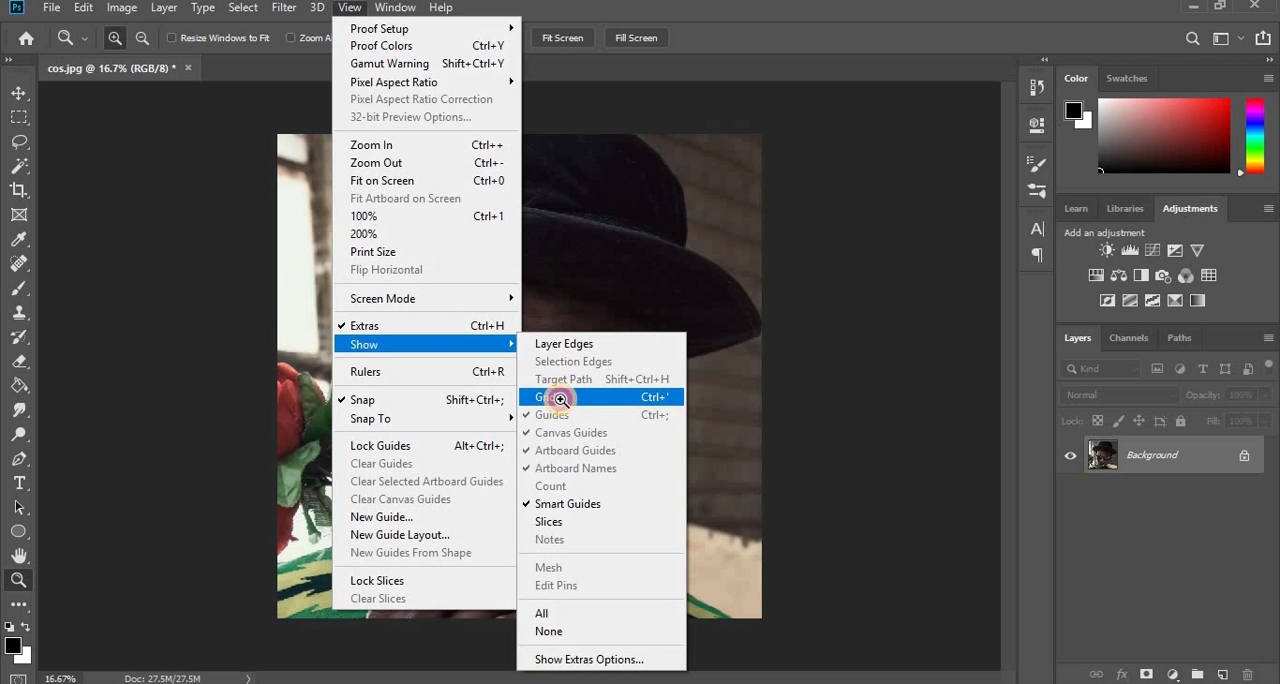 Ps File Edit Image Layer Type Select Filter 3D View Window Help
Resize Windows to Fit Fit Screen Fill Screen
cos.jpg @ 16.7% (RGB/8) * ×
Proof Setup
Proof Colors Ctrl+Y
Gamut Warning Shift+Ctrl+Y
Pixel Aspect Ratio
Pixel Aspect Ratio Correction
32-bit Preview Options...
Zoom In Ctrl++
Zoom Out Ctrl+-
Fit on Screen Ctrl+0
Fit Artboard on Screen
100% Ctrl+1
200%
Print Size
Flip Horizontal
Screen Mode
Extras Ctrl+H
Show
Rulers Ctrl+R
Snap Shift+Ctrl+;
Snap To
Lock Guides Alt+Ctrl+;
Clear Guides
Clear Selected Artboard Guides
Clear Canvas Guides
New Guide...
New Guide Layout...
New Guides From Shape
Lock Slices
Clear Slices
Layer Edges
Selection Edges
Target Path Shift+Ctrl+H
Ctrl+'
Guides Ctrl+;
Canvas Guides
Artboard Guides
Artboard Names
Count
Smart Guides
Slices
Notes
Mesh
Edit Pins
All
None
Show Extras Options...
Color Swatches
Learn Libraries Adjustments
Add an adjustment
Layers Channels Paths
Kind
Normal Opacity: 100%
Lock: Fill: 100%
Background
16.67% Doc: 27.5M/27.5M